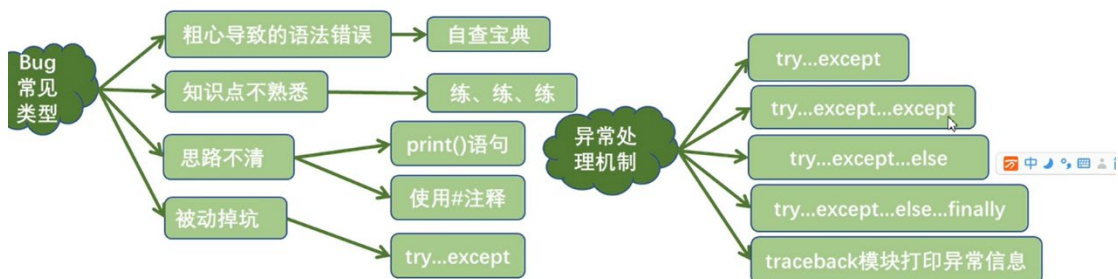 Bug
常见
类型
粗心导致的语法错误
自查宝典
知识点不熟悉
练、练、练
思路不清
print()语句
使用#注释
被动掉坑
try...except
异常处
理机制
try...except
try...except...except
try...except...else
try...except...else...finally
traceback模块打印异常信息
中